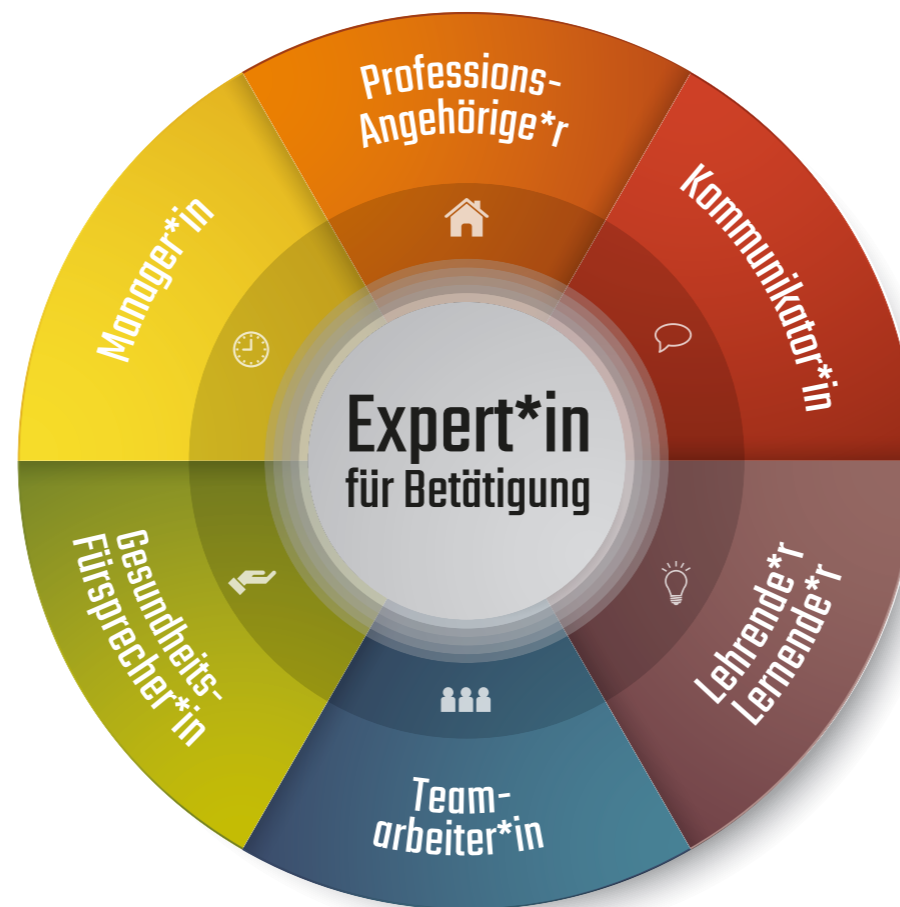 Professions-
Angehörige*r
Kommunikator*in
Lehrende*r
Lernende*r
Team-
arbeiter*in
Gesundheits-
Fürsprecher*in
Manager*in
Expert*in
für Betätigung